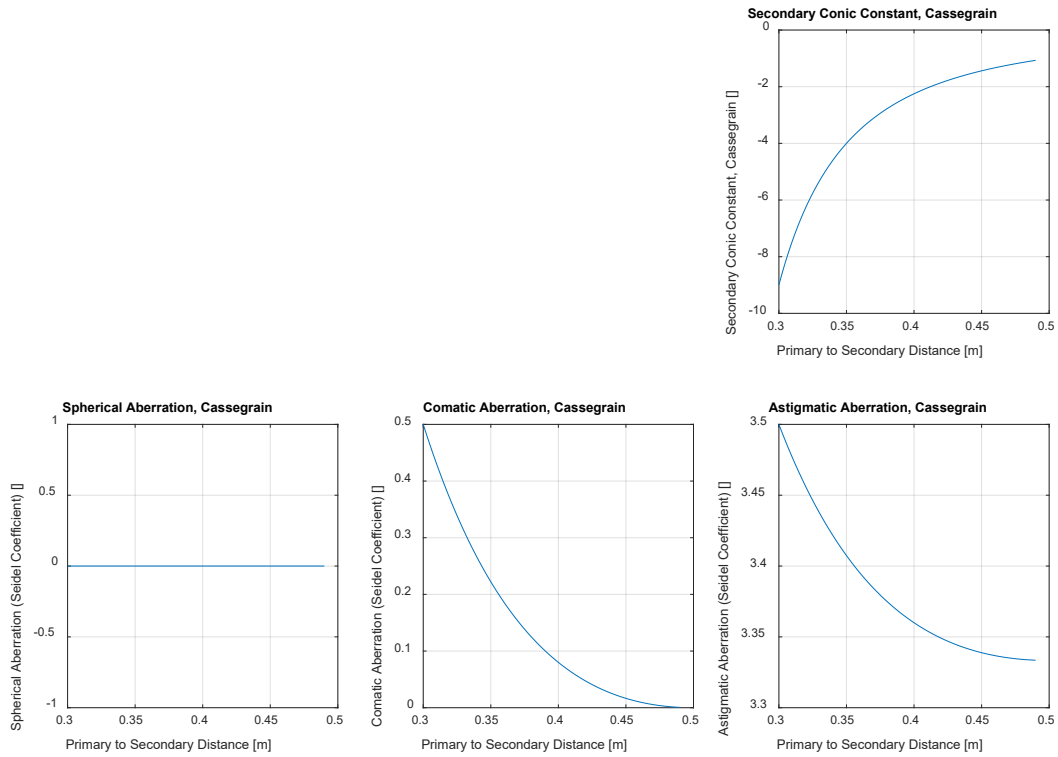 Secondary Conic Constant, Cassegrain
Secondary Conic Constant, Cassegrain []
0
-2
-4
-6
-8
-10
0.3 0.35 0.4 0.45 0.5
Primary to Secondary Distance [m]
Spherical Aberration, Cassegrain
Spherical Aberration (Seidel Coefficient) []
1
0.5
0
-0.5
-1
0.3 0.35 0.4 0.45 0.5
Primary to Secondary Distance [m]
Comatic Aberration, Cassegrain
Comatic Aberration (Seidel Coefficient) []
0.5
0.4
0.3
0.2
0.1
0
0.3 0.35 0.4 0.45 0.5
Primary to Secondary Distance [m]
Astigmatic Aberration, Cassegrain
Astigmatic Aberration (Seidel Coefficient) []
3.5
3.45
3.4
3.35
3.3
0.3 0.35 0.4 0.45 0.5
Primary to Secondary Distance [m]